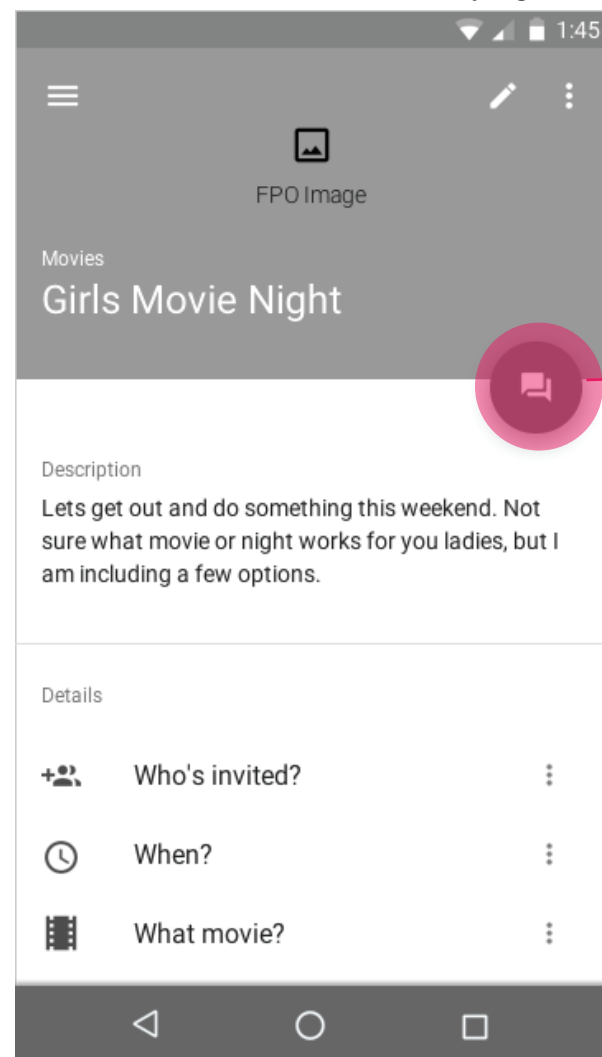 1:45
FPO Image
Movies
Girls Movie Night
Description
Lets get out and do something this weekend. Not
sure what movie or night works for you ladies, but I
am including a few options.
Details
Who's invited?
When?
What movie?